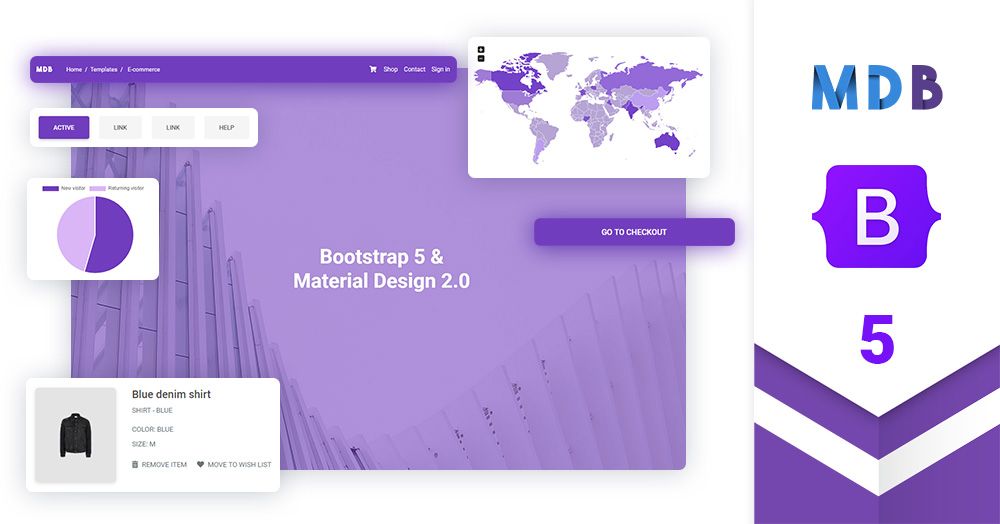 MDB Home / Templates / E-commerce Shop Contact Sign in
ACTIVE LINK LINK HELP
New visitor Returning visitor
GO TO CHECKOUT
Bootstrap 5 &
Material Design 2.0
Blue denim shirt
SHIRT - BLUE
COLOR: BLUE
SIZE: M
REMOVE ITEM MOVE TO WISH LIST
MDB
B
5